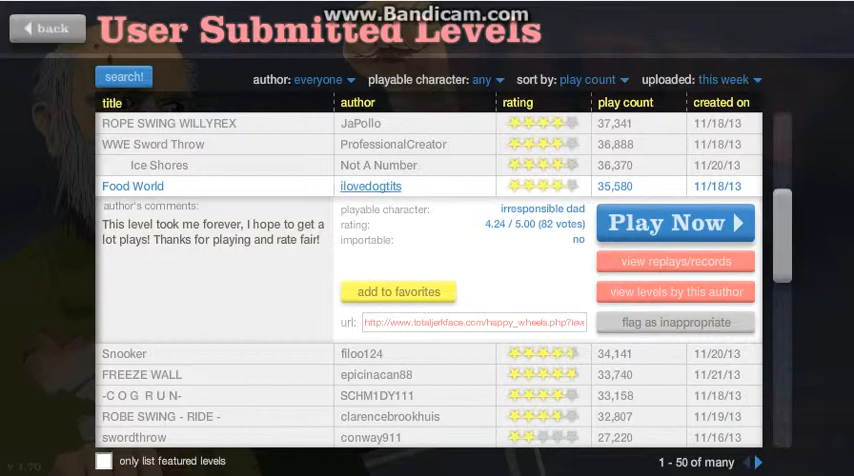 www.Bandicam.com
back
User Submitted Levels
search!
author: everyone playable character: any sort by: play count uploaded: this week
title author rating play count created on
ROPE SWING WILLYREX JaPollo 37,341 11/18/13
WWE Sword Throw ProfessionalCreator 36,888 11/18/13
Ice Shores Not A Number 36,370 11/20/13
Food World ilovedogtits 35,580 11/18/13
author's comments:
This level took me forever, I hope to get a
lot plays! Thanks for playing and rate fair!
playable character: irresponsible dad
rating: 4.24 / 5.00 (82 votes)
importable: no
add to favorites
url: http://www.totaljerkface.com/happy_wheels.php?lev
Play Now
view replays/records
view levels by this author
flag as inappropriate
Snooker filoo124 34,141 11/20/13
FREEZE WALL epicinacan88 33,740 11/21/13
-C O G R U N- SCHM1DY111 33,158 11/18/13
ROBE SWING - RIDE - clarencebrookhuis 32,807 11/19/13
swordthrow conway911 27,220 11/16/13
v 1.70
only list featured levels
1 - 50 of many